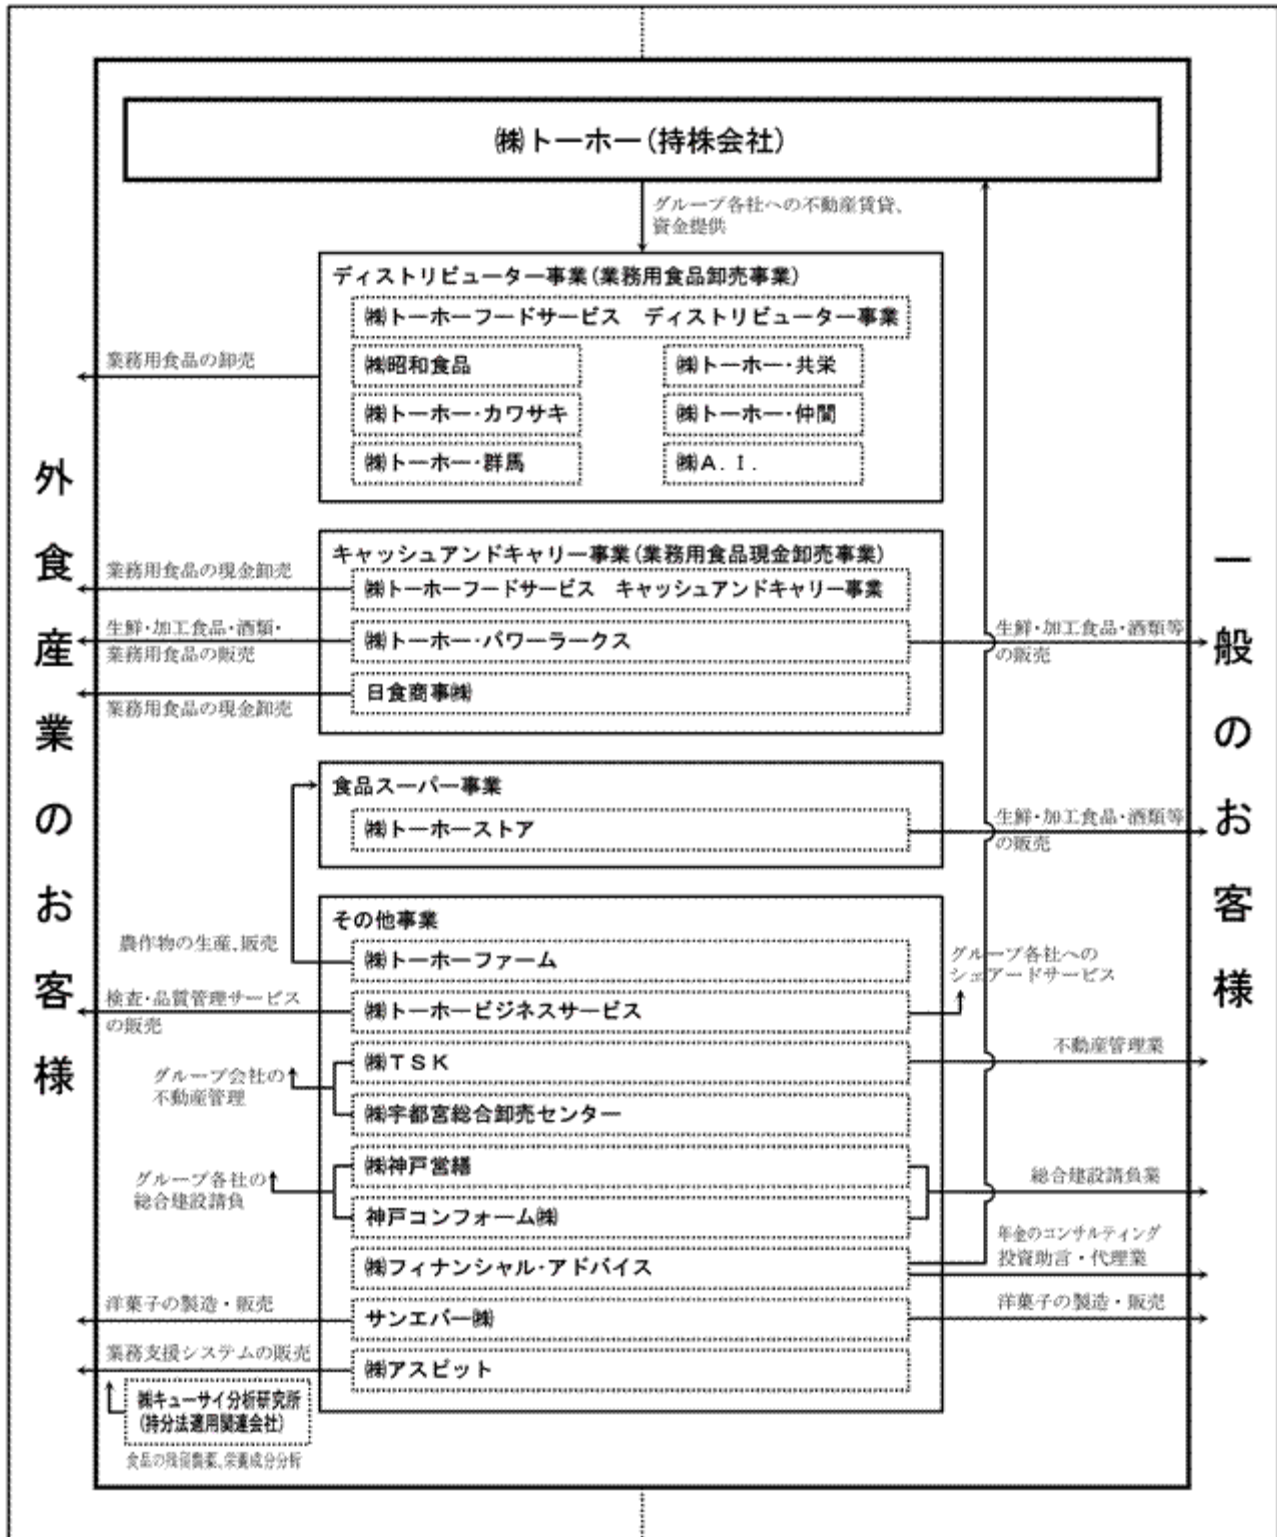 ㈱トーホー(持株会社)
グループ各社への不動産賃貸、
資金提供
ディストリビューター事業(業務用食品卸売事業)
㈱トーホーフードサービス ディストリビューター事業
業務用食品の卸売
㈱昭和食品
㈱トーホー・共栄
㈱トーホー・カワサキ
㈱トーホー・仲間
㈱トーホー・群馬
㈱A．I．
外食産業のお客様
一般のお客様
キャッシュアンドキャリー事業(業務用食品現金卸売事業)
業務用食品の現金卸売
㈱トーホーフードサービス キャッシュアンドキャリー事業
生鮮・加工食品・酒類・
業務用食品の販売
㈱トーホー・パワーラークス
生鮮・加工食品・酒類等
の販売
日食商事㈱
業務用食品の現金卸売
食品スーパー事業
㈱トーホーストア
生鮮・加工食品・酒類等
の販売
その他事業
農作物の生産、販売
㈱トーホーファーム
グループ各社への
シェアードサービス
検査・品質管理サービス
の販売
㈱トーホービジネスサービス
㈱TSK
不動産管理業
グループ会社の
不動産管理
㈱宇都宮総合卸売センター
㈱神戸営繕
グループ各社の
総合建設請負
総合建設請負業
神戸コンフォーム㈱
㈱フィナンシャル・アドバイス
年金のコンサルティング
投資助言・代理業
洋菓子の製造・販売
サンエバー㈱
洋菓子の製造・販売
業務支援システムの販売
㈱アスピット
㈱キューサイ分析研究所
(持分法適用関連会社)
食品の残留農薬、栄養成分分析